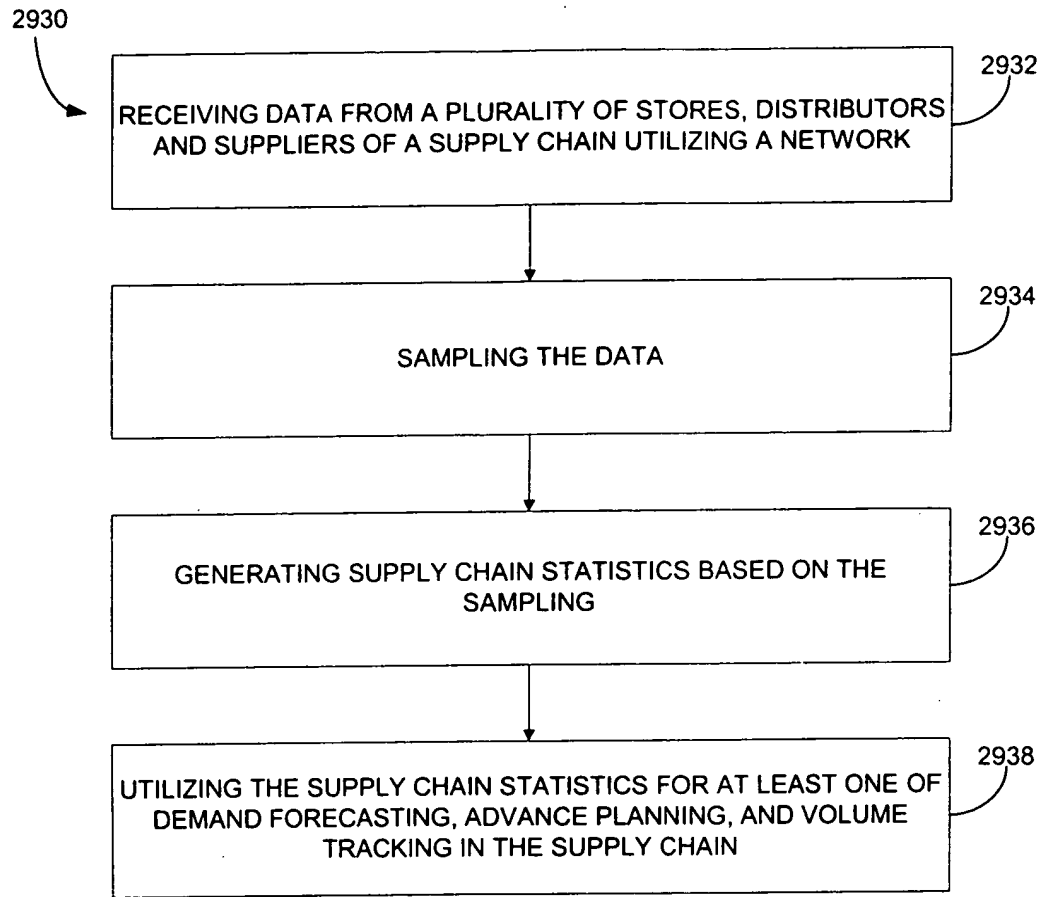 2930
2932
RECEIVING DATA FROM A PLURALITY OF STORES, DISTRIBUTORS
AND SUPPLIERS OF A SUPPLY CHAIN UTILIZING A NETWORK
2934
SAMPLING THE DATA
2936
GENERATING SUPPLY CHAIN STATISTICS BASED ON THE
SAMPLING
2938
UTILIZING THE SUPPLY CHAIN STATISTICS FOR AT LEAST ONE OF
DEMAND FORECASTING, ADVANCE PLANNING, AND VOLUME
TRACKING IN THE SUPPLY CHAIN